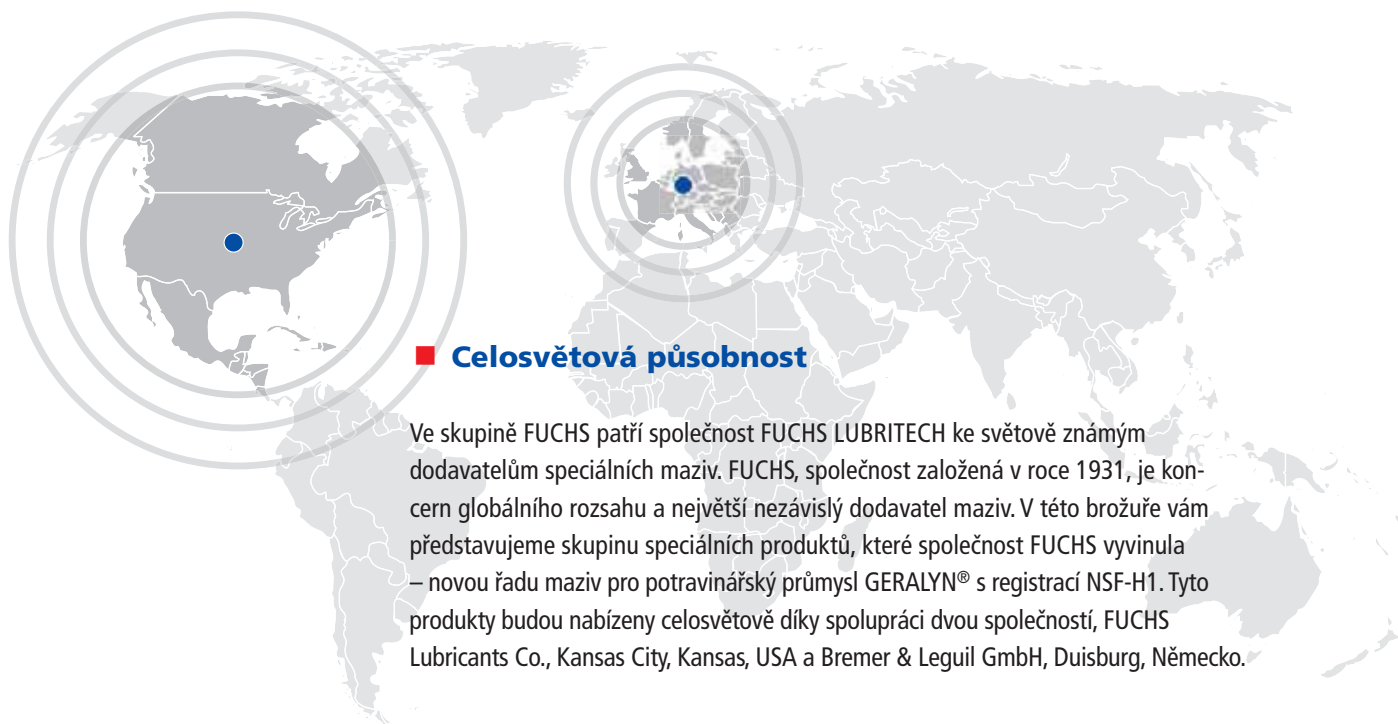 Celosvětová působnost
Ve skupině FUCHS patří společnost FUCHS LUBRITECH ke světově známým
dodavatelům speciálních maziv. FUCHS, společnost založená v roce 1931, je kon-
cern globálního rozsahu a největší nezávislý dodavatel maziv. V této brožuře vám
představujeme skupinu speciálních produktů, které společnost FUCHS vyvinula
– novou řadu maziv pro potravinářský průmysl GERALYN® s registrací NSF-H1. Tyto
produkty budou nabízeny celosvětově díky spolupráci dvou společností, FUCHS
Lubricants Co., Kansas City, Kansas, USA a Bremer & Leguil GmbH, Duisburg, Německo.